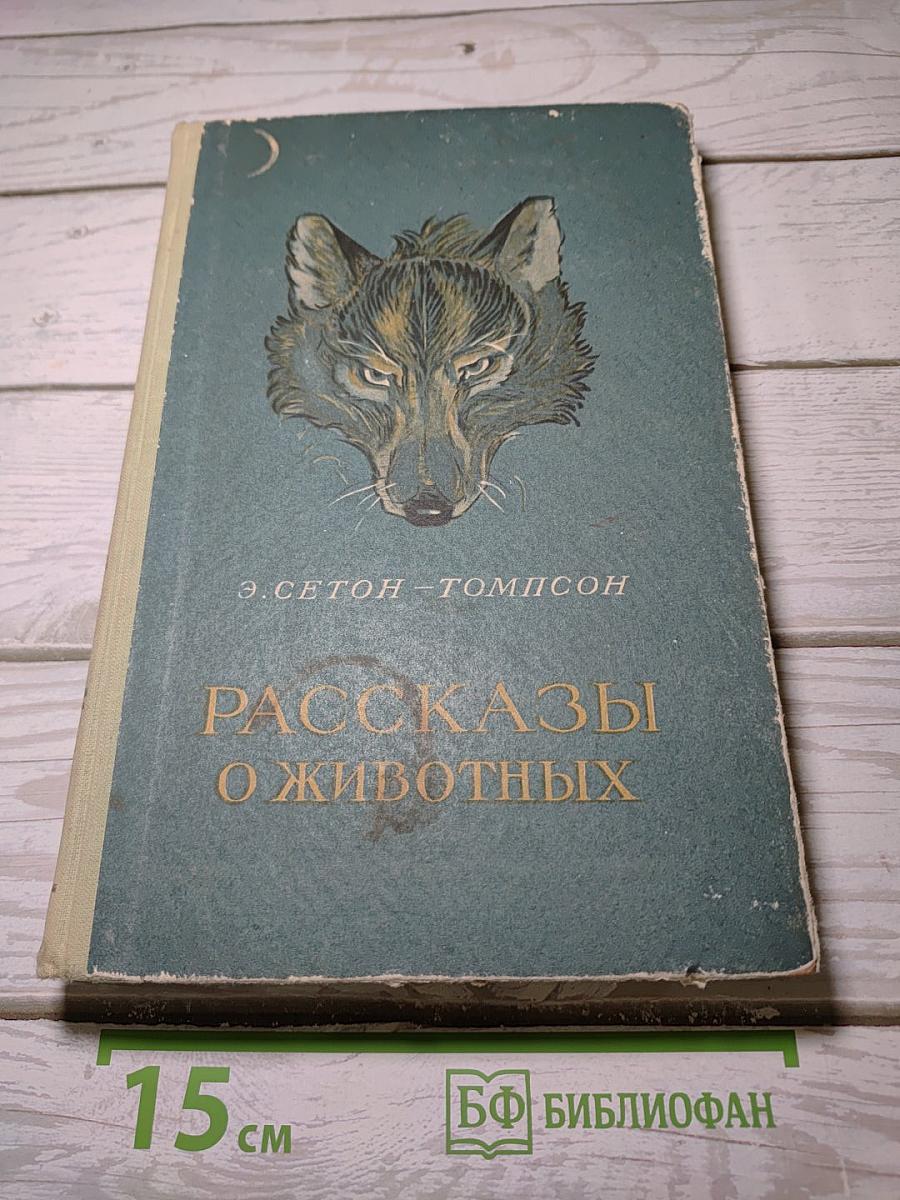 Э. СЕТОН – ТОМПСОН
РАССКАЗЫ
О ЖИВОТНЫХ
15 см
БФ БИБЛИОФАН